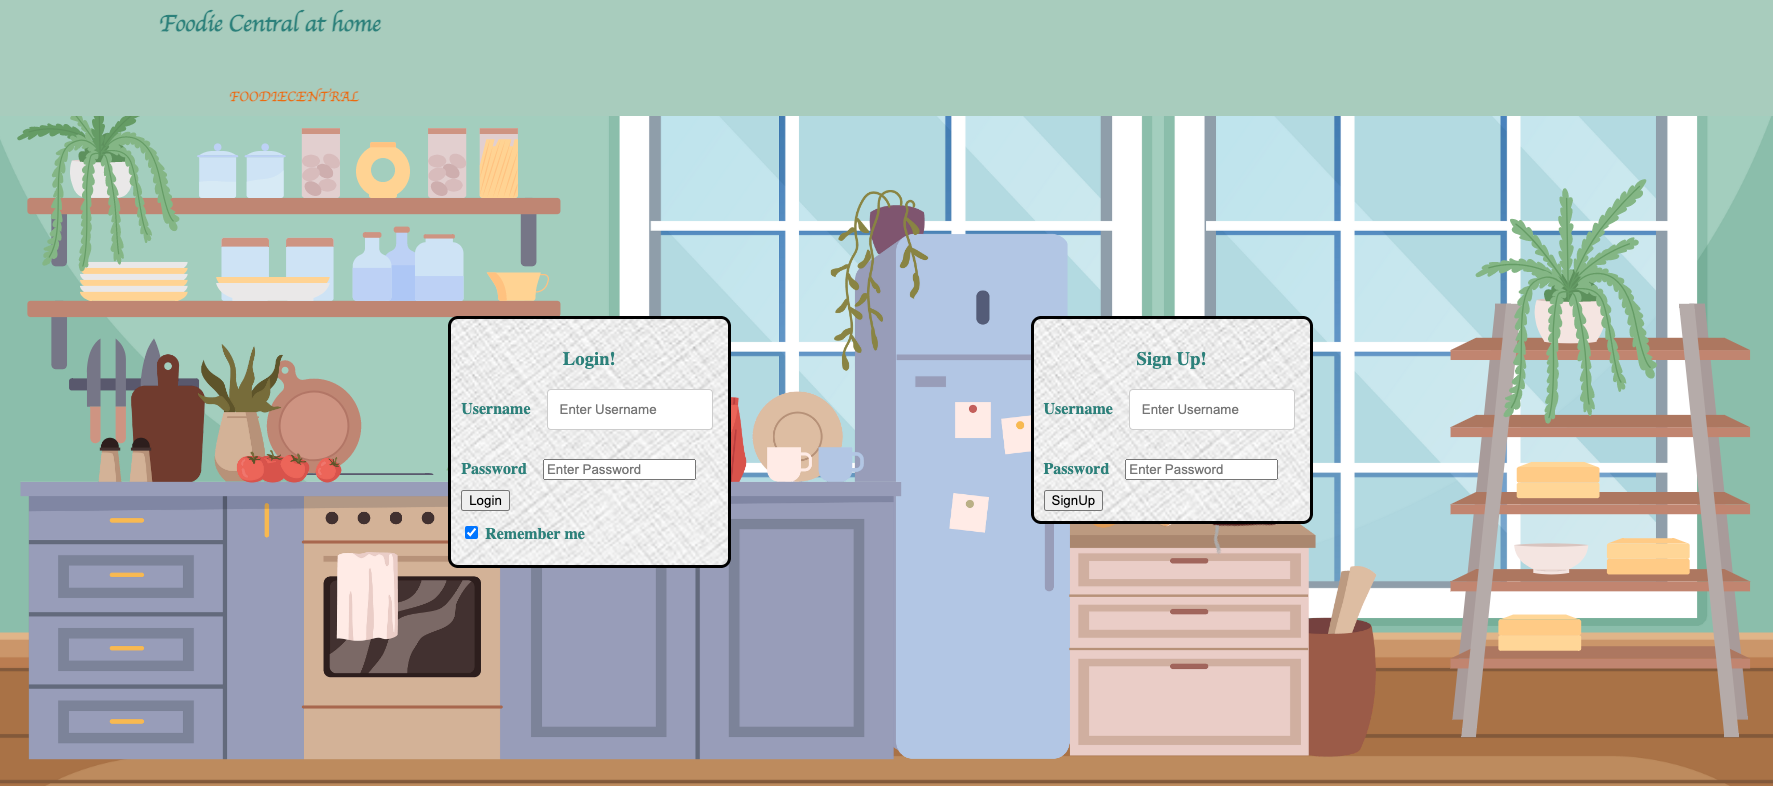 Foodie Central at home
FOODIECENTRAL
Login!
Username Enter Username
Password Enter Password
Login
Remember me
Sign Up!
Username Enter Username
Password Enter Password
SignUp